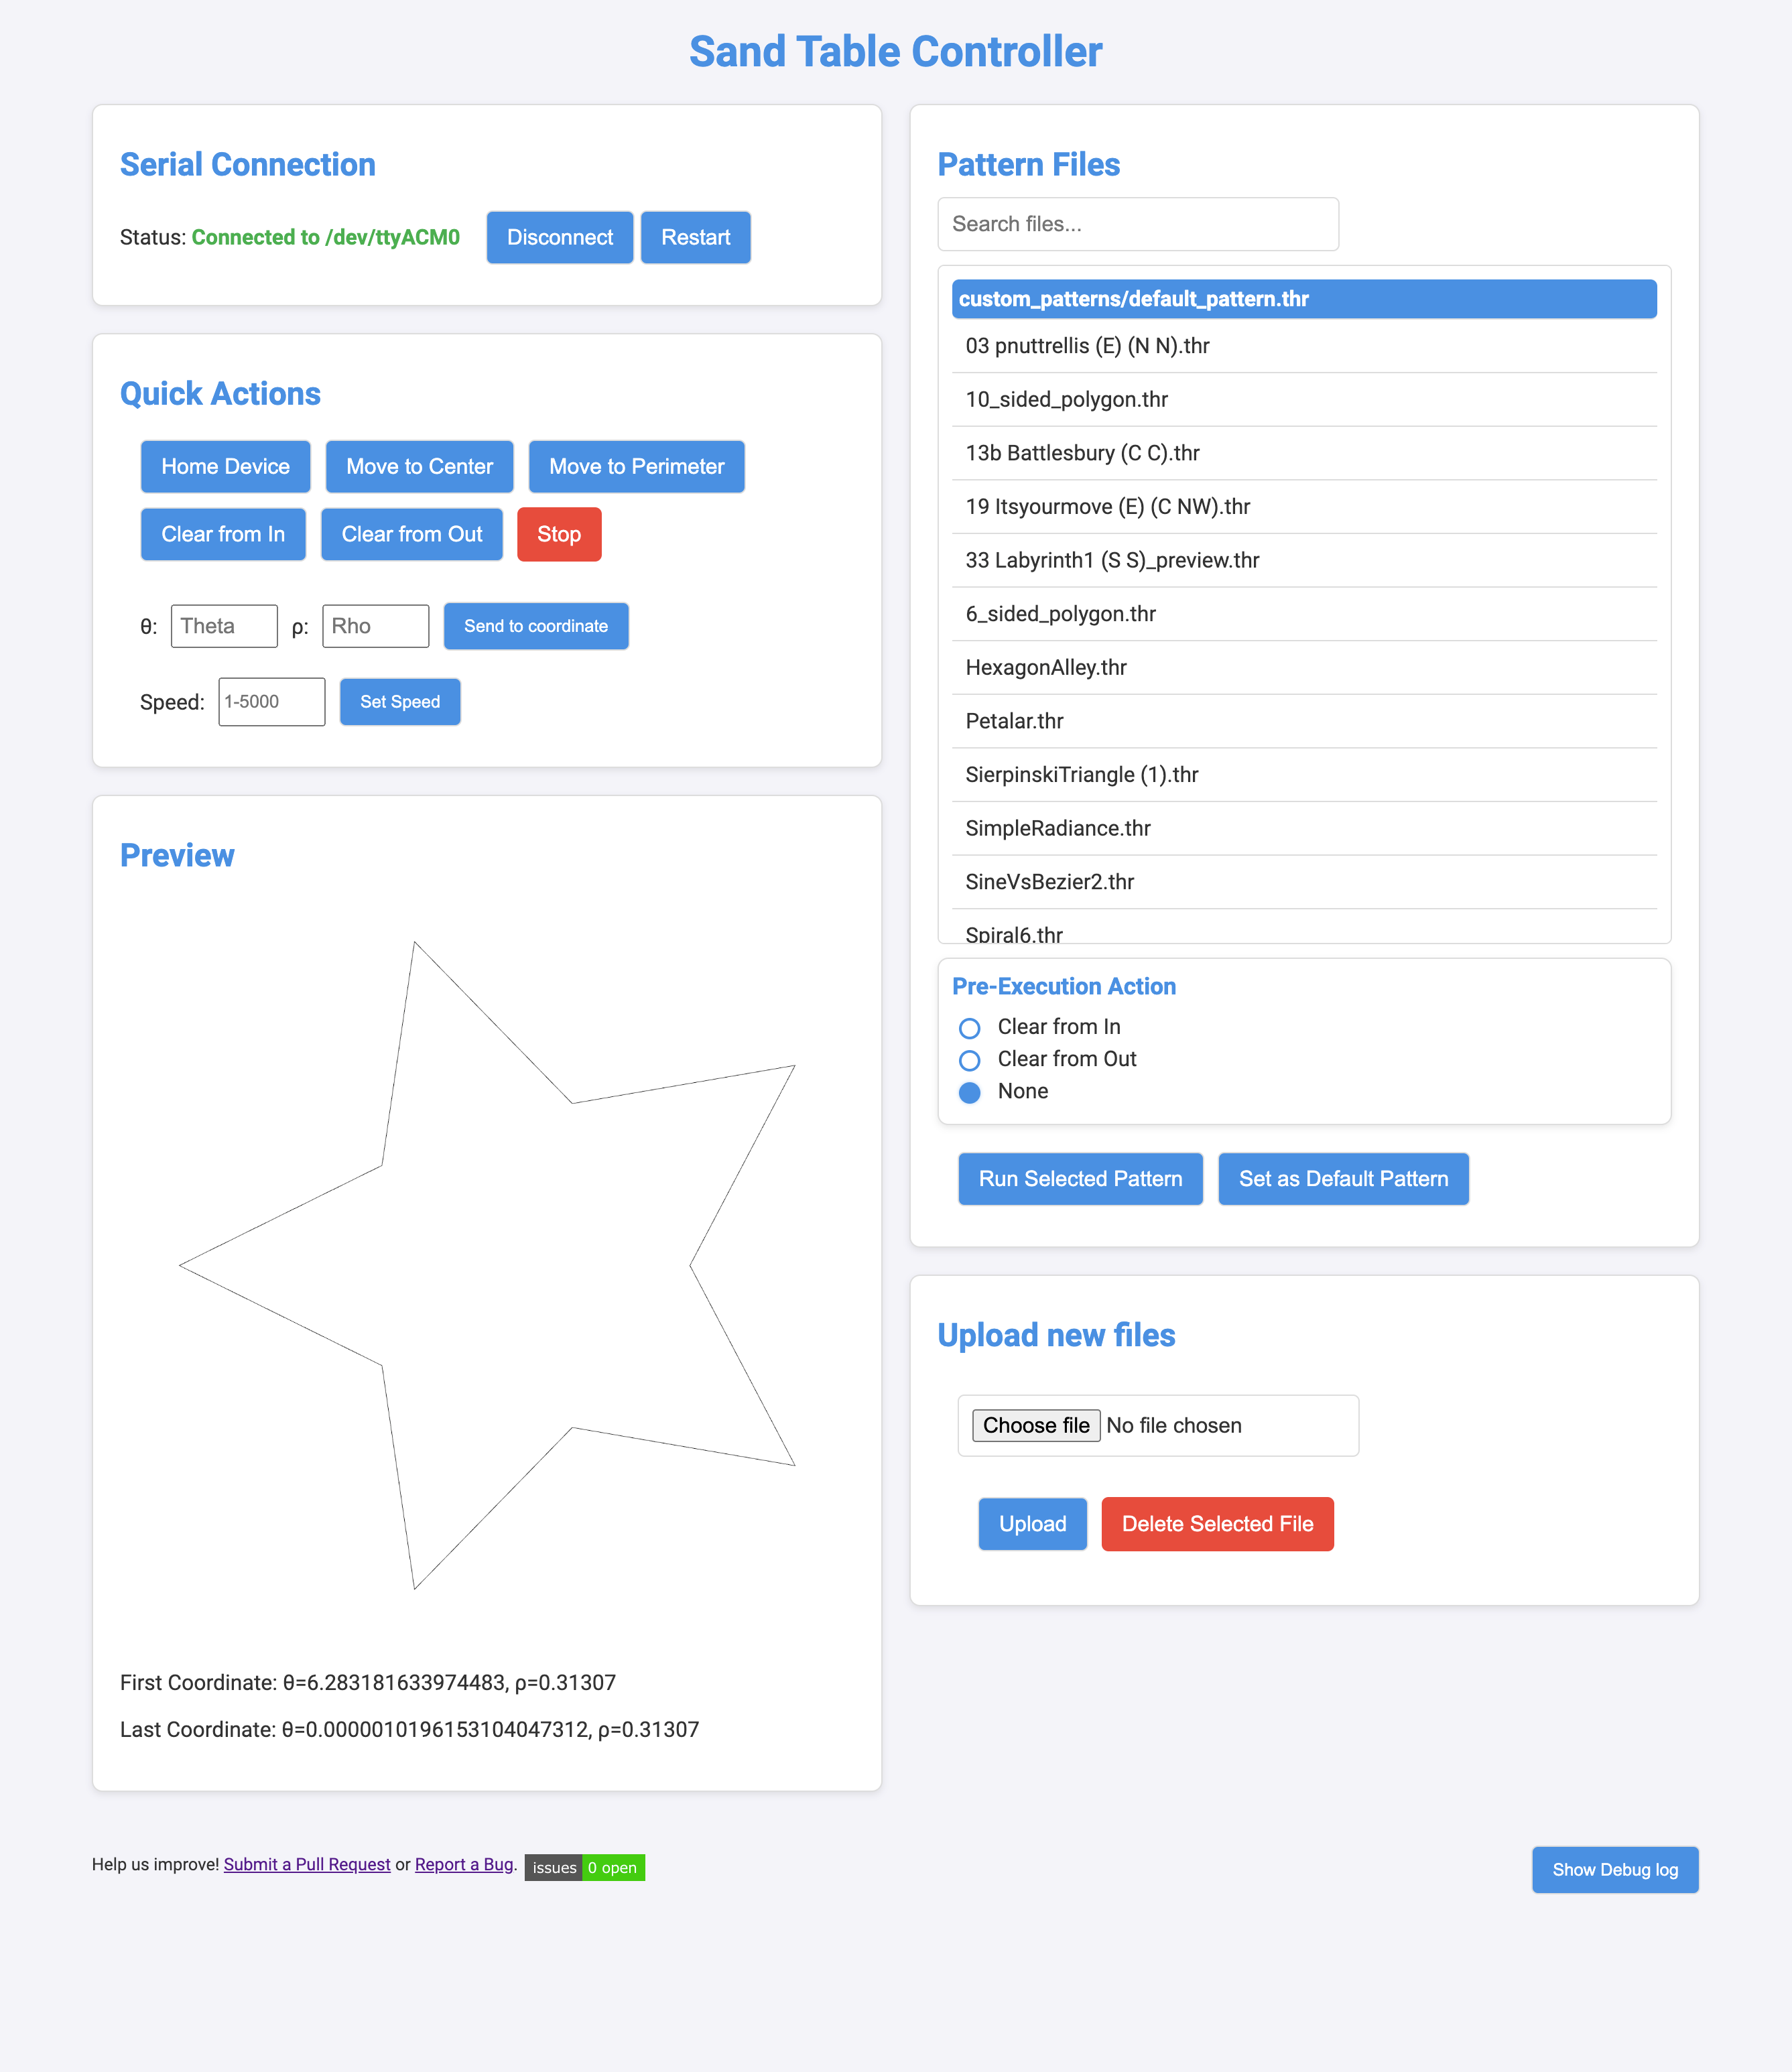 Sand Table Controller
Serial Connection
Status: Connected to /dev/ttyACM0
Disconnect
Restart
Quick Actions
Home Device
Move to Center
Move to Perimeter
Clear from In
Clear from Out
Stop
θ: Theta ρ: Rho Send to coordinate
Speed: 1-5000 Set Speed
Preview
First Coordinate: θ=6.283181633974483, ρ=0.31307
Last Coordinate: θ=0.0000010196153104047312, ρ=0.31307
Pattern Files
Search files...
custom_patterns/default_pattern.thr
03 pnuttrellis (E) (N N).thr
10_sided_polygon.thr
13b Battlesbury (C C).thr
19 Itsyourmove (E) (C NW).thr
33 Labyrinth1 (S S)_preview.thr
6_sided_polygon.thr
HexagonAlley.thr
Petalar.thr
SierpinskiTriangle (1).thr
SimpleRadiance.thr
SineVsBezier2.thr
Spiral6.thr
Pre-Execution Action
Clear from In
Clear from Out
None
Run Selected Pattern
Set as Default Pattern
Upload new files
Choose file No file chosen
Upload
Delete Selected File
Help us improve! Submit a Pull Request or Report a Bug. issues 0 open
Show Debug log